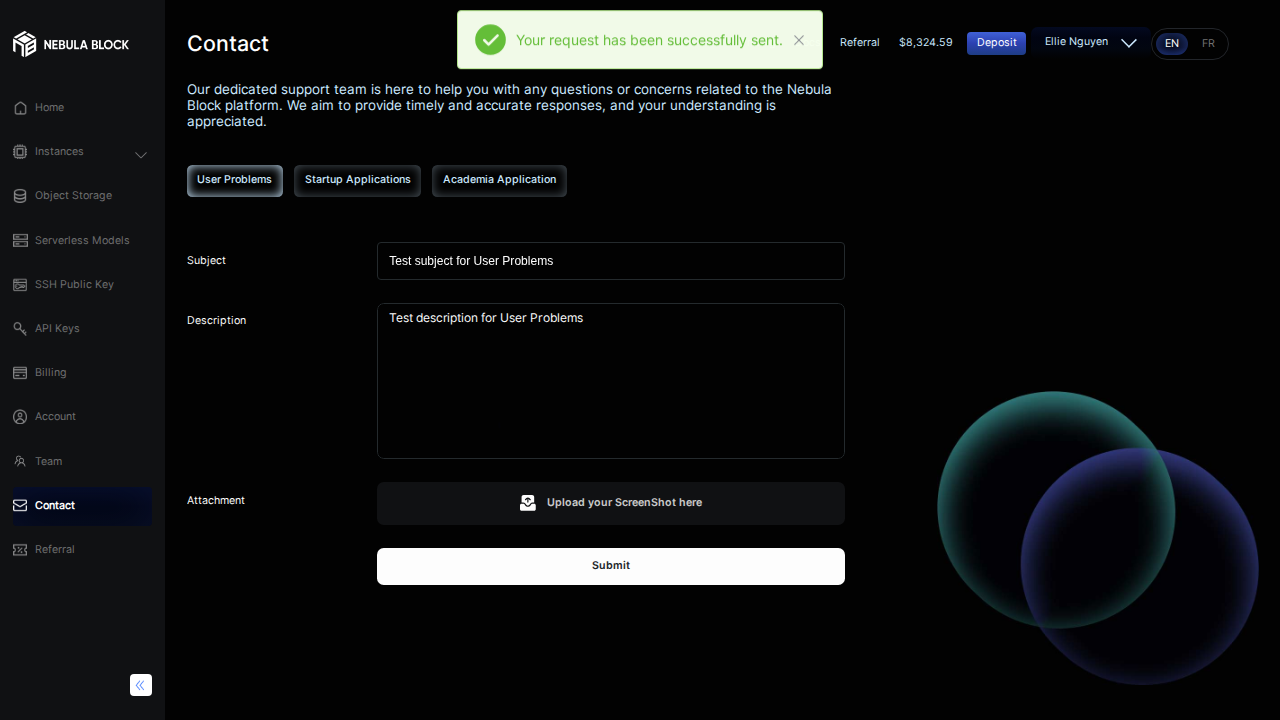 NEBULA BLOCK
Home
Instances
Object Storage
Serverless Models
SSH Public Key
API Keys
Billing
Account
Team
Contact
Referral
Contact
Your request has been successfully sent.
Referral
$8,324.59
Deposit
Ellie Nguyen
EN
FR
Our dedicated support team is here to help you with any questions or concerns related to the Nebula
Block platform. We aim to provide timely and accurate responses, and your understanding is
appreciated.
User Problems
Startup Applications
Academia Application
Subject
Test subject for User Problems
Description
Test description for User Problems
Attachment
Upload your ScreenShot here
Submit